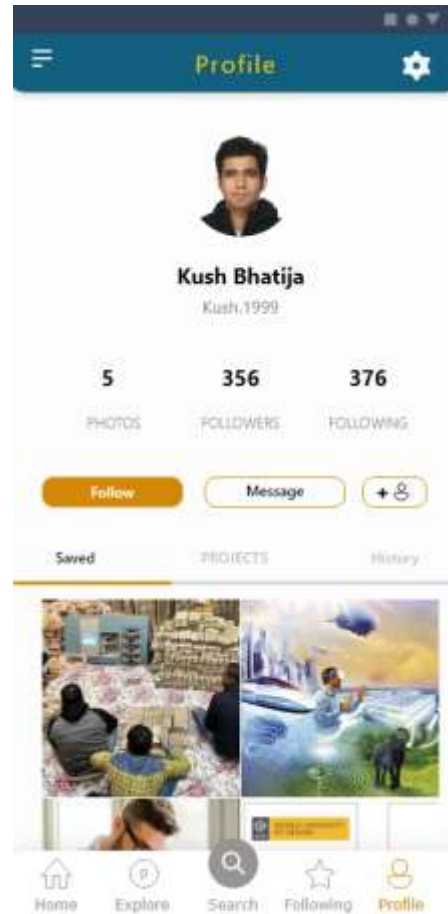 Profile
Kush Bhatija
Kush.1999
5 356 376
PHOTOS FOLLOWERS FOLLOWING
Follow Message +
Saved PROJECTS History
Home Explore Search Following Profile